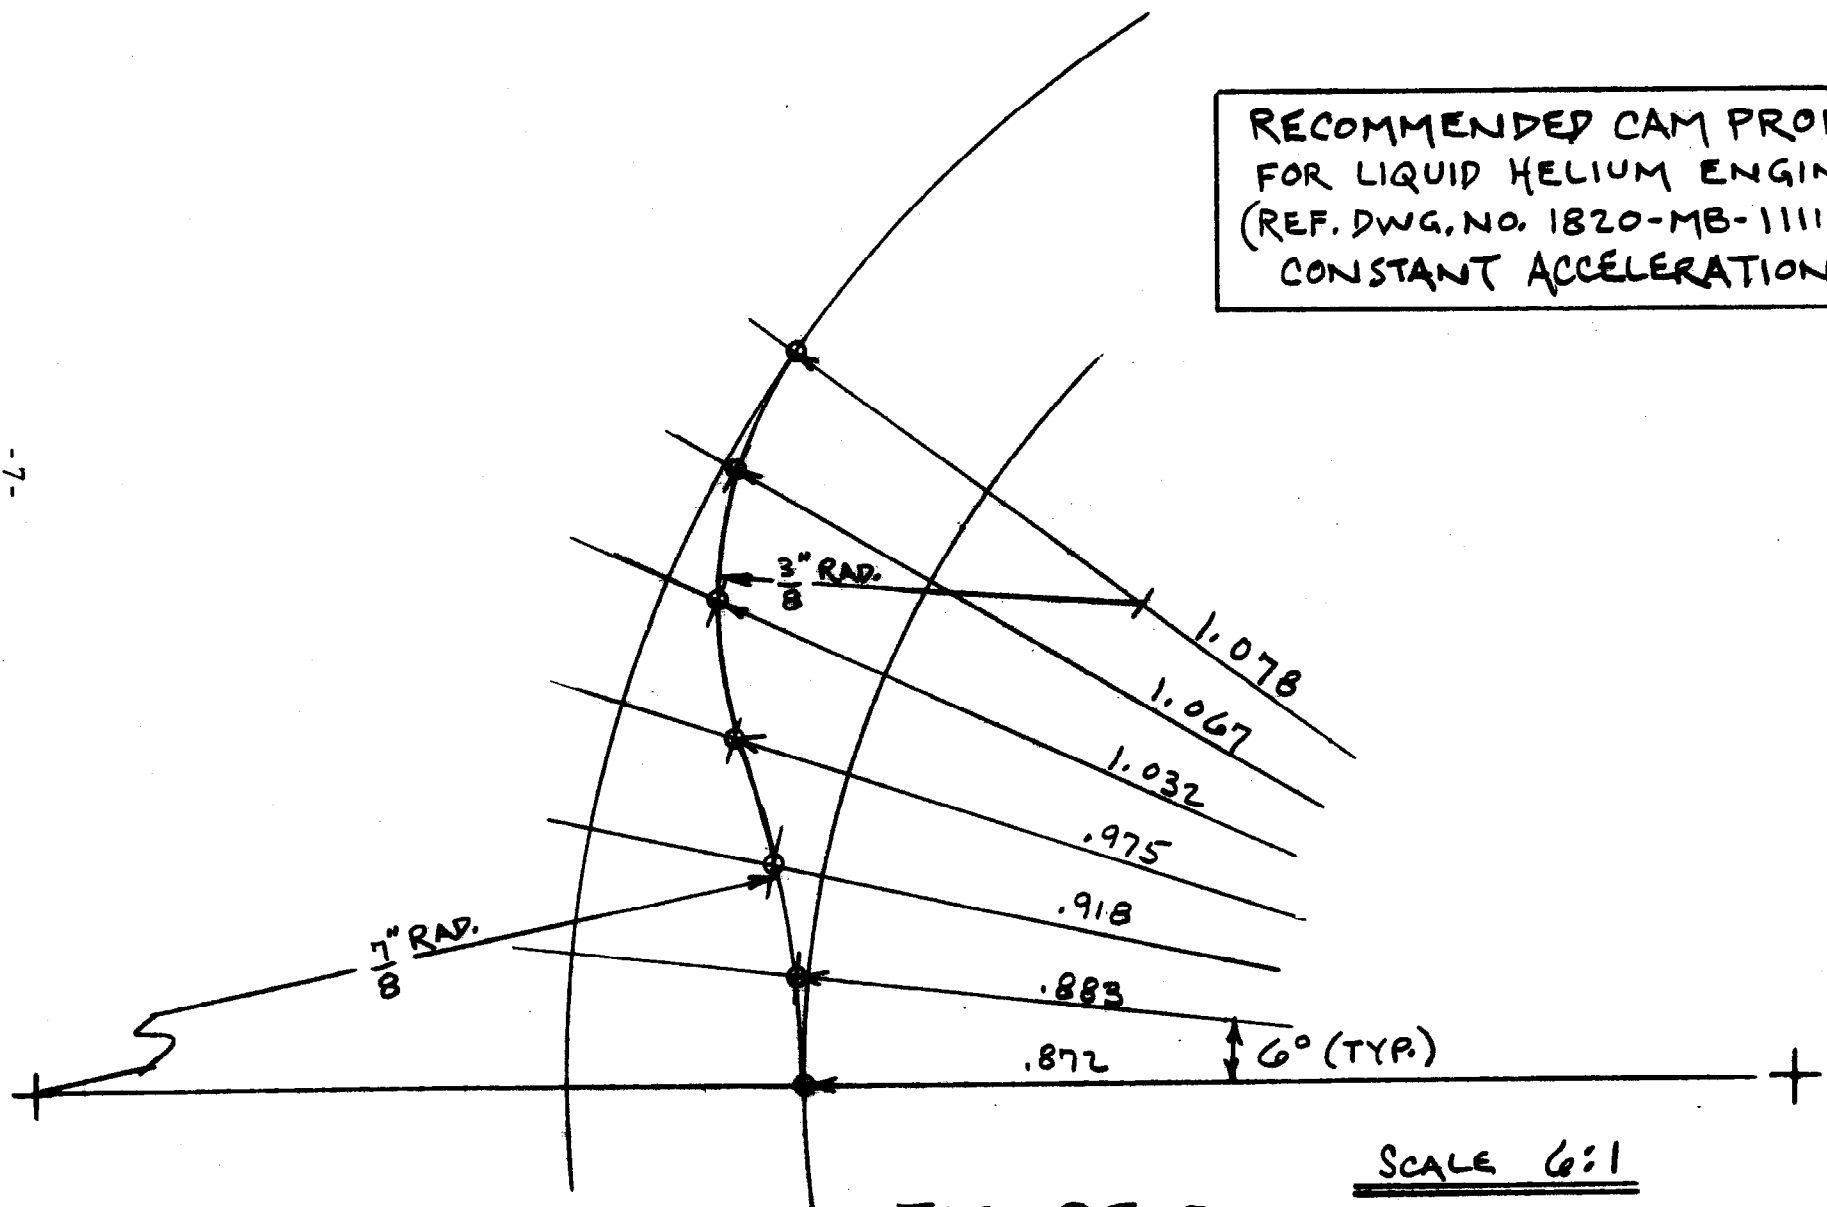 RECOMMENDED CAM PRO
FOR LIQUID HELIUM ENGIN
(REF. DWG. NO. 1820-MB-1111
CONSTANT ACCELERATION
-7-
3/8" RAD.
1.078
1.067
1.032
.975
.918
7/8" RAD.
.883
.872
6° (TYP.)
SCALE 6:1